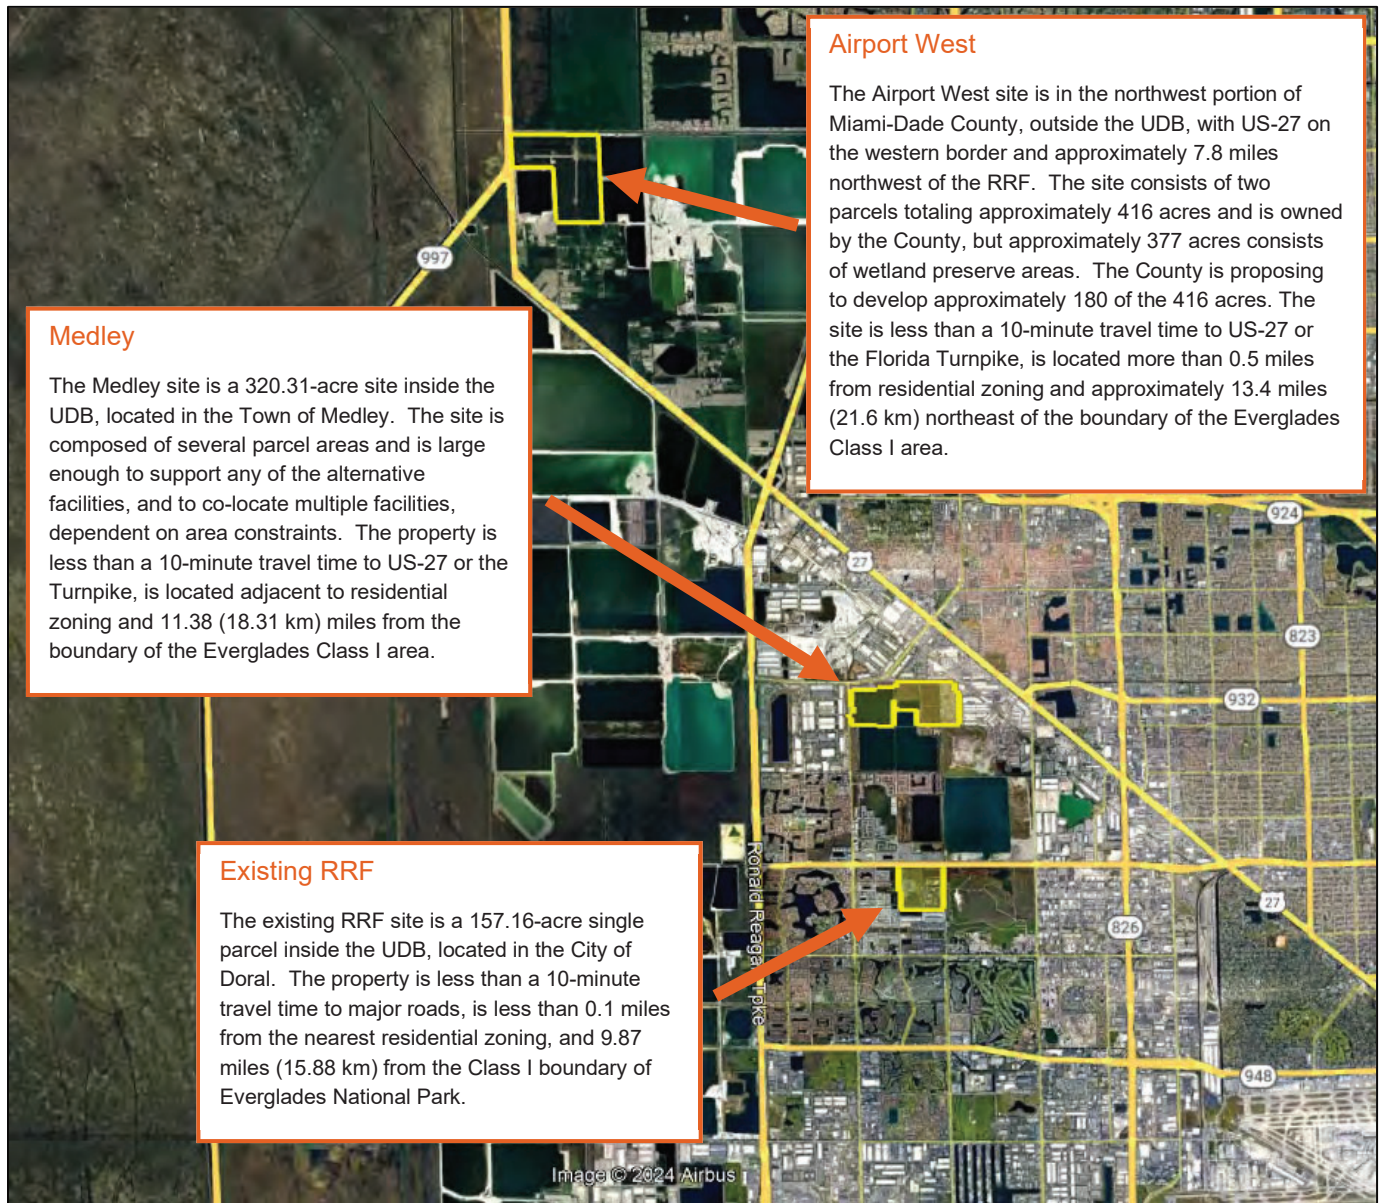 Airport West
The Airport West site is in the northwest portion of
Miami-Dade County, outside the UDB, with US-27 on
the western border and approximately 7.8 miles
northwest of the RRF.  The site consists of two
parcels totaling approximately 416 acres and is owned
by the County, but approximately 377 acres consists
of wetland preserve areas.  The County is proposing
to develop approximately 180 of the 416 acres. The
site is less than a 10-minute travel time to US-27 or
the Florida Turnpike, is located more than 0.5 miles
from residential zoning and approximately 13.4 miles
(21.6 km) northeast of the boundary of the Everglades
Class I area.
997
Medley
The Medley site is a 320.31-acre site inside the
UDB, located in the Town of Medley.  The site is
composed of several parcel areas and is large
enough to support any of the alternative
facilities, and to co-locate multiple facilities,
dependent on area constraints.  The property is
less than a 10-minute travel time to US-27 or the
Turnpike, is located adjacent to residential
zoning and 11.38 (18.31 km) miles from the
boundary of the Everglades Class I area.
924
27
823
932
Existing RRF
The existing RRF site is a 157.16-acre single
parcel inside the UDB, located in the City of
Doral.  The property is less than a 10-minute
travel time to major roads, is less than 0.1 miles
from the nearest residential zoning, and 9.87
miles (15.88 km) from the Class I boundary of
Everglades National Park.
Ronald Reagan Tpke
27
826
948
Image © 2024 Airbus